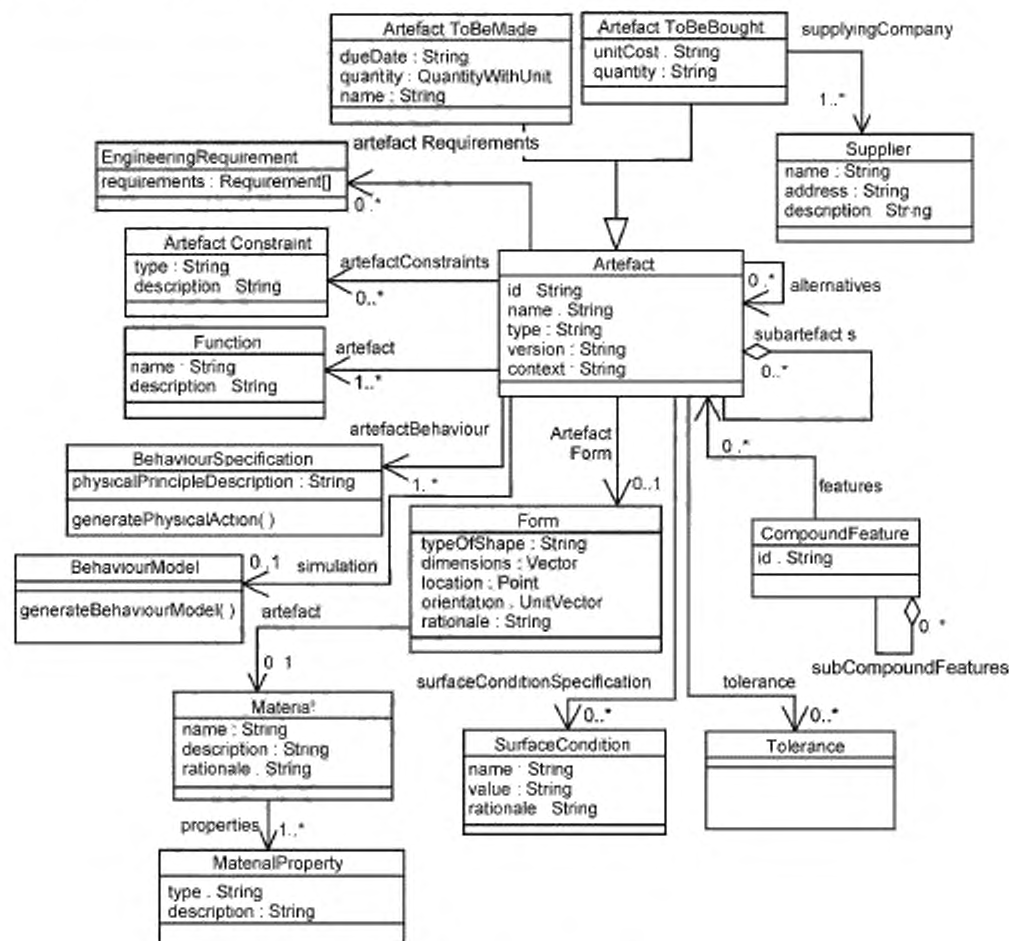 Artefact ToBeMade
dueDate : String
quantity : QuantityWithUnit
name : String
Artefact ToBeBought
unitCost . String
quantity : String
supplyingCompany
1..*
Supplier
name : String
address : String
description String
artefact Requirements
EngineeringRequirement
requirements : Requirement[]
0.*
Artefact Constraint
type : String
description String
artefactConstraints
0..*
Artefact
id String
name . String
type : String
version : String
context : String
0.*
alternatives
subartefact s
0..*
Function
name : String
description String
artefact
1..*
artefactBehaviour
1..*
BehaviourSpecification
physicalPrincipleDescription : String
generatePhysicalAction( )
Artefact
Form
0..1
0.*
features
Form
typeOfShape : String
dimensions : Vector
location : Point
orientation . UnitVector
rationale : String
CompoundFeature
id . String
0 *
subCompoundFeatures
BehaviourModel
generateBehaviourModel( )
0..1
simulation
artefact
0 1
Material
name : String
description : String
rationale . String
surfaceConditionSpecification
0..*
tolerance
0..*
SurfaceCondition
name : String
value : String
rationale String
Tolerance
properties
1..*
MaterialProperty
type . String
description : String